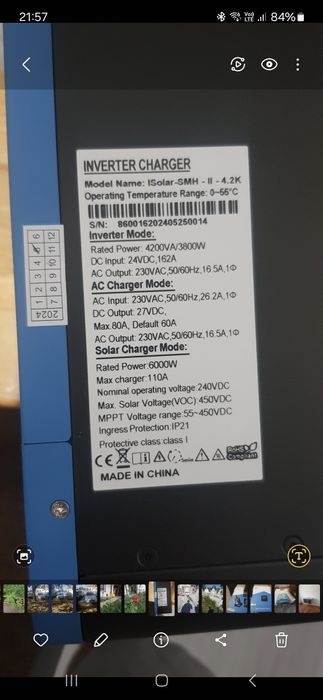 21:57
Vo))
LTE
84%
INVERTER CHARGER
Model Name: ISolar-SMH - II - 4.2K
Operating Temperature Range: 0~55°C
S/N: 860016202405250014
Inverter Mode:
Rated Power: 4200VA/3800W
DC Input: 24VDC,162A
AC Output: 230VAC,50/60Hz,16.5A,1Φ
AC Charger Mode:
AC Input: 230VAC,50/60Hz,26.2A,1Φ
DC Output: 27VDC,
Max.80A, Default 60A
AC Output: 230VAC,50/60Hz,16.5A,1Φ
Solar Charger Mode:
Rated Power:6000W
Max charger:110A
Nominal operating voltage:240VDC
Max. Solar Voltage(VOC) 450VDC
MPPT Voltage range:55~450VDC
Ingress Protection:IP21
Protective class:class I
CE
RoHS
Compliant
MADE IN CHINA
2024
1 2 3 4 5 6
7 8 9 10 11 12
T